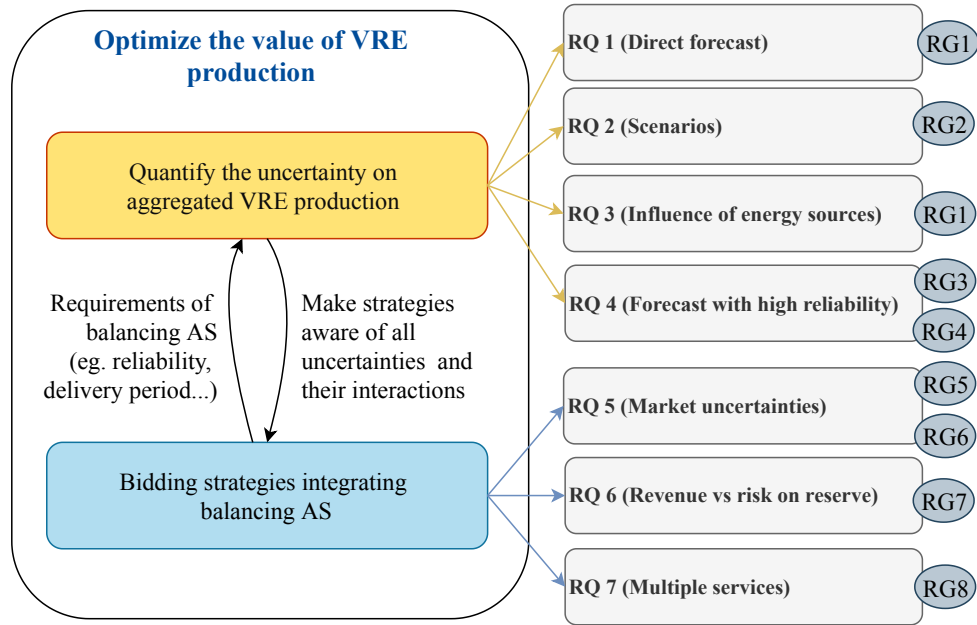 Optimize the value of VRE
production
Quantify the uncertainty on
aggregated VRE production
Requirements of
balancing AS
(eg. reliability,
delivery period...)
Make strategies
aware of all
uncertainties and
their interactions
Bidding strategies integrating
balancing AS
RQ 1 (Direct forecast)
RG1
RQ 2 (Scenarios)
RG2
RQ 3 (Influence of energy sources)
RG1
RQ 4 (Forecast with high reliability)
RG3
RG4
RQ 5 (Market uncertainties)
RG5
RG6
RQ 6 (Revenue vs risk on reserve)
RG7
RQ 7 (Multiple services)
RG8